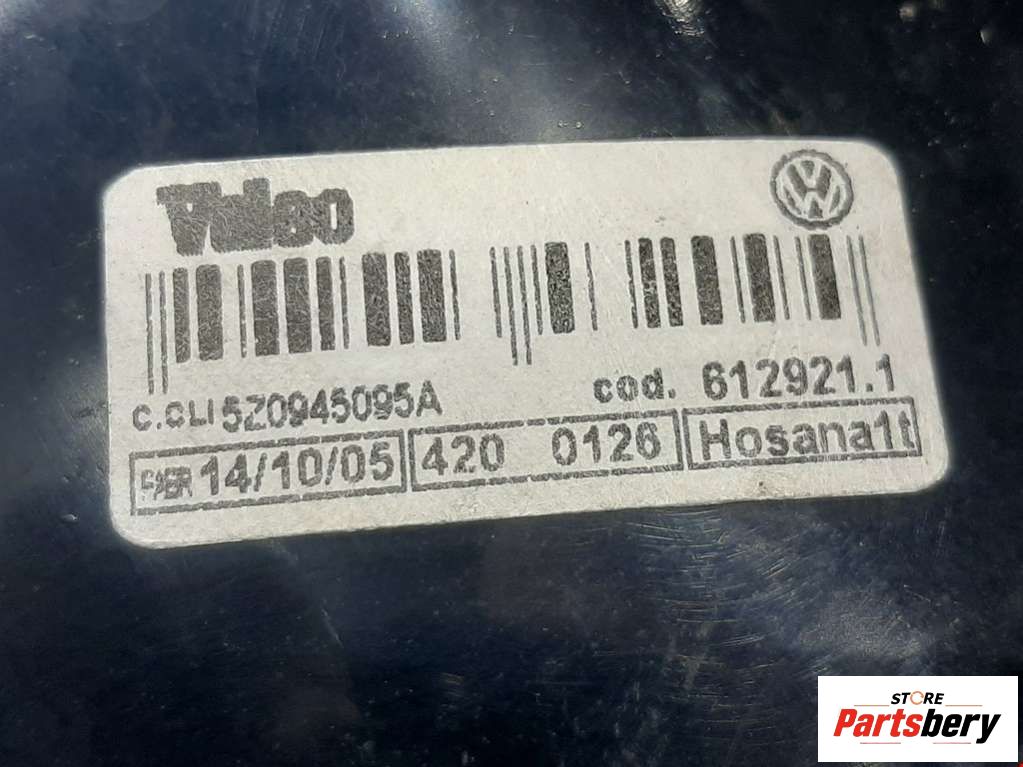 Valeo
C.CLI 5Z0945095A cod. 612921.1
14/10/05 420 0126 Hosana1t
STORE
Partsbery